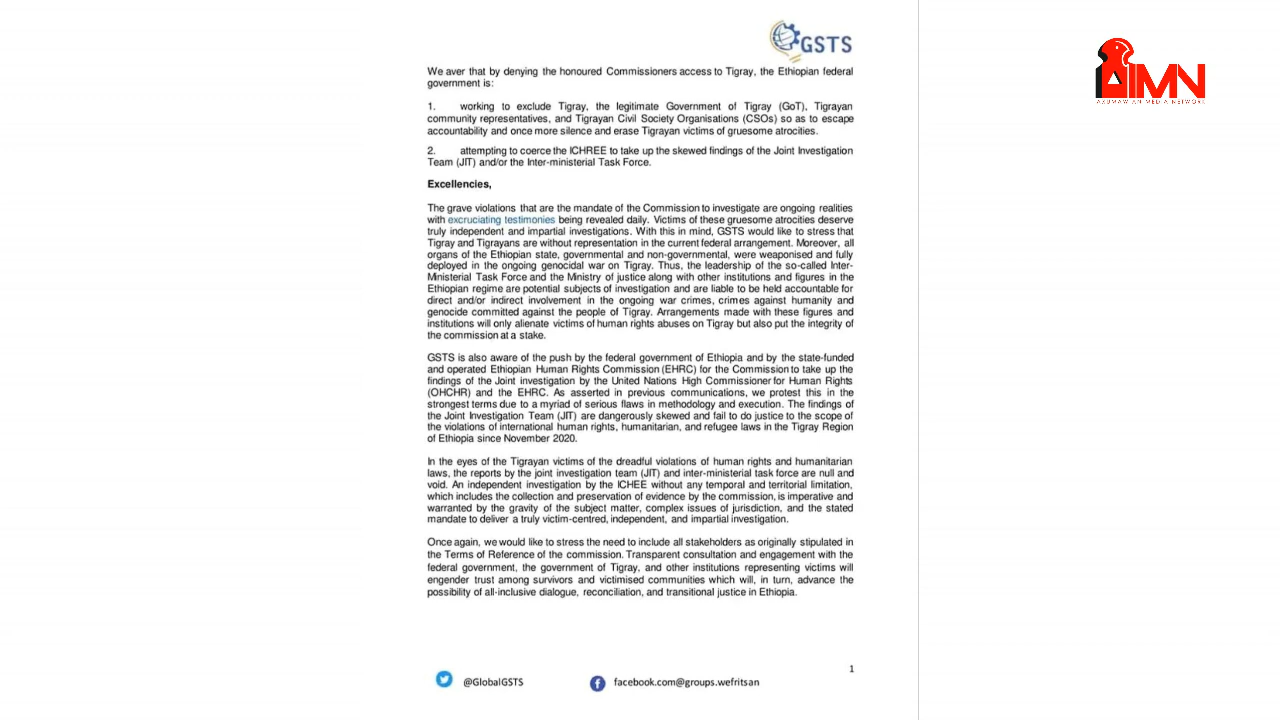 GSTS
AIMN
AXUMAWIAN MEDIA NETWORK
We aver that by denying the honoured Commissioners access to Tigray, the Ethiopian federal
government is:
1. working to exclude Tigray, the legitimate Government of Tigray (GoT), Tigrayan
community representatives, and Tigrayan Civil Society Organisations (CSOs) so as to escape
accountability and once more silence and erase Tigrayan victims of gruesome atrocities.
2. attempting to coerce the ICHREE to take up the skewed findings of the Joint Investigation
Team (JIT) and/or the Inter-ministerial Task Force.
Excellencies,
The grave violations that are the mandate of the Commission to investigate are ongoing realities
with excruciating testimonies being revealed daily. Victims of these gruesome atrocities deserve
truly independent and impartial investigations. With this in mind, GSTS would like to stress that
Tigray and Tigrayans are without representation in the current federal arrangement. Moreover, all
organs of the Ethiopian state, governmental and non-governmental, were weaponised and fully
deployed in the ongoing genocidal war on Tigray. Thus, the leadership of the so-called Inter-
Ministerial Task Force and the Ministry of justice along with other institutions and figures in the
Ethiopian regime are potential subjects of investigation and are liable to be held accountable for
direct and/or indirect involvement in the ongoing war crimes, crimes against humanity and
genocide committed against the people of Tigray. Arrangements made with these figures and
institutions will only alienate victims of human rights abuses on Tigray but also put the integrity of
the commission at a stake.
GSTS is also aware of the push by the federal government of Ethiopia and by the state-funded
and operated Ethiopian Human Rights Commission (EHRC) for the Commission to take up the
findings of the Joint investigation by the United Nations High Commissioner for Human Rights
(OHCHR) and the EHRC. As asserted in previous communications, we protest this in the
strongest terms due to a myriad of serious flaws in methodology and execution. The findings of
the Joint Investigation Team (JIT) are dangerously skewed and fail to do justice to the scope of
the violations of international human rights, humanitarian, and refugee laws in the Tigray Region
of Ethiopia since November 2020.
In the eyes of the Tigrayan victims of the dreadful violations of human rights and humanitarian
laws, the reports by the joint investigation team (JIT) and inter-ministerial task force are null and
void. An independent investigation by the ICHEE without any temporal and territorial limitation,
which includes the collection and preservation of evidence by the commission, is imperative and
warranted by the gravity of the subject matter, complex issues of jurisdiction, and the stated
mandate to deliver a truly victim-centred, independent, and impartial investigation.
Once again, we would like to stress the need to include all stakeholders as originally stipulated in
the Terms of Reference of the commission. Transparent consultation and engagement with the
federal government, the government of Tigray, and other institutions representing victims will
engender trust among survivors and victimised communities which will, in turn, advance the
possibility of all-inclusive dialogue, reconciliation, and transitional justice in Ethiopia.
1
@GlobalGSTS facebook.com@groups.wefritsan